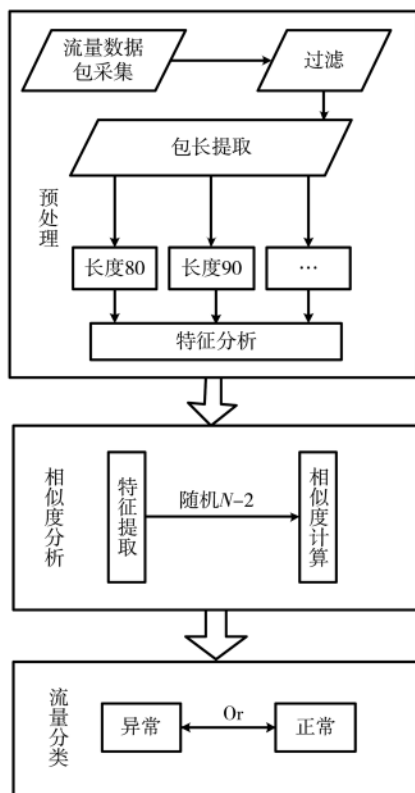 流量数据
包采集
过滤
包长提取
预处理
长度80
长度90
…
特征分析
相似度分析
特征提取
随机N-2
相似度计算
流量分类
异常
Or
正常